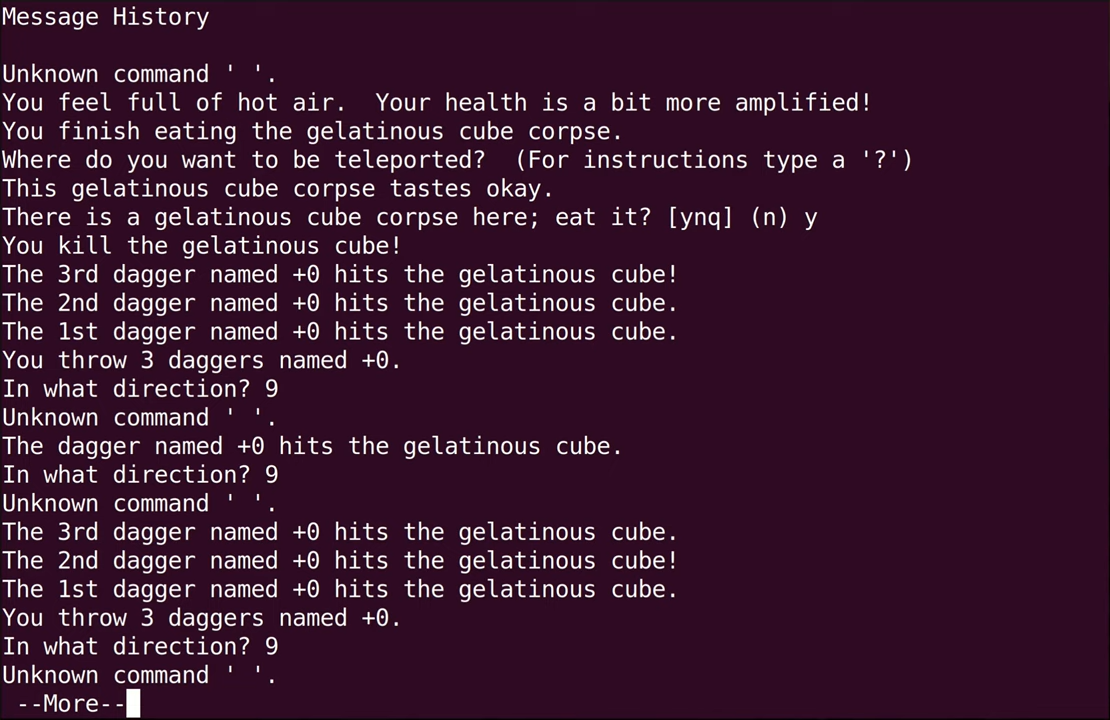 Message History
Unknown command ' '.
You feel full of hot air.  Your health is a bit more amplified!
You finish eating the gelatinous cube corpse.
Where do you want to be teleported?  (For instructions type a '?')
This gelatinous cube corpse tastes okay.
There is a gelatinous cube corpse here; eat it? [ynq] (n) y
You kill the gelatinous cube!
The 3rd dagger named +0 hits the gelatinous cube!
The 2nd dagger named +0 hits the gelatinous cube.
The 1st dagger named +0 hits the gelatinous cube.
You throw 3 daggers named +0.
In what direction? 9
Unknown command ' '.
The dagger named +0 hits the gelatinous cube.
In what direction? 9
Unknown command ' '.
The 3rd dagger named +0 hits the gelatinous cube.
The 2nd dagger named +0 hits the gelatinous cube!
The 1st dagger named +0 hits the gelatinous cube.
You throw 3 daggers named +0.
In what direction? 9
Unknown command ' '.
--More--